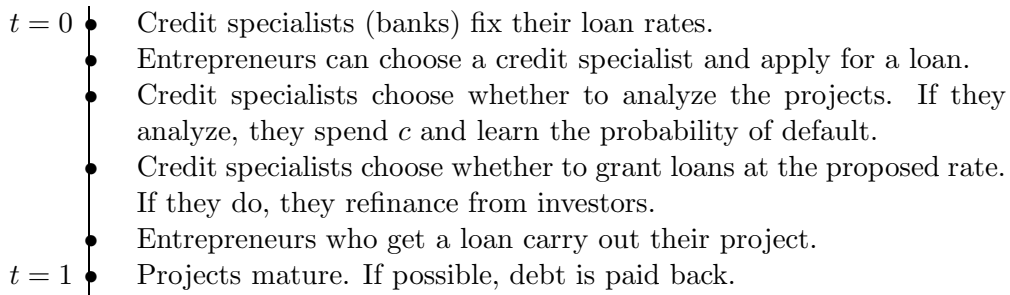 t = 0 Credit specialists (banks) fix their loan rates.
Entrepreneurs can choose a credit specialist and apply for a loan.
Credit specialists choose whether to analyze the projects. If they
analyze, they spend c and learn the probability of default.
Credit specialists choose whether to grant loans at the proposed rate.
If they do, they refinance from investors.
Entrepreneurs who get a loan carry out their project.
t = 1 Projects mature. If possible, debt is paid back.